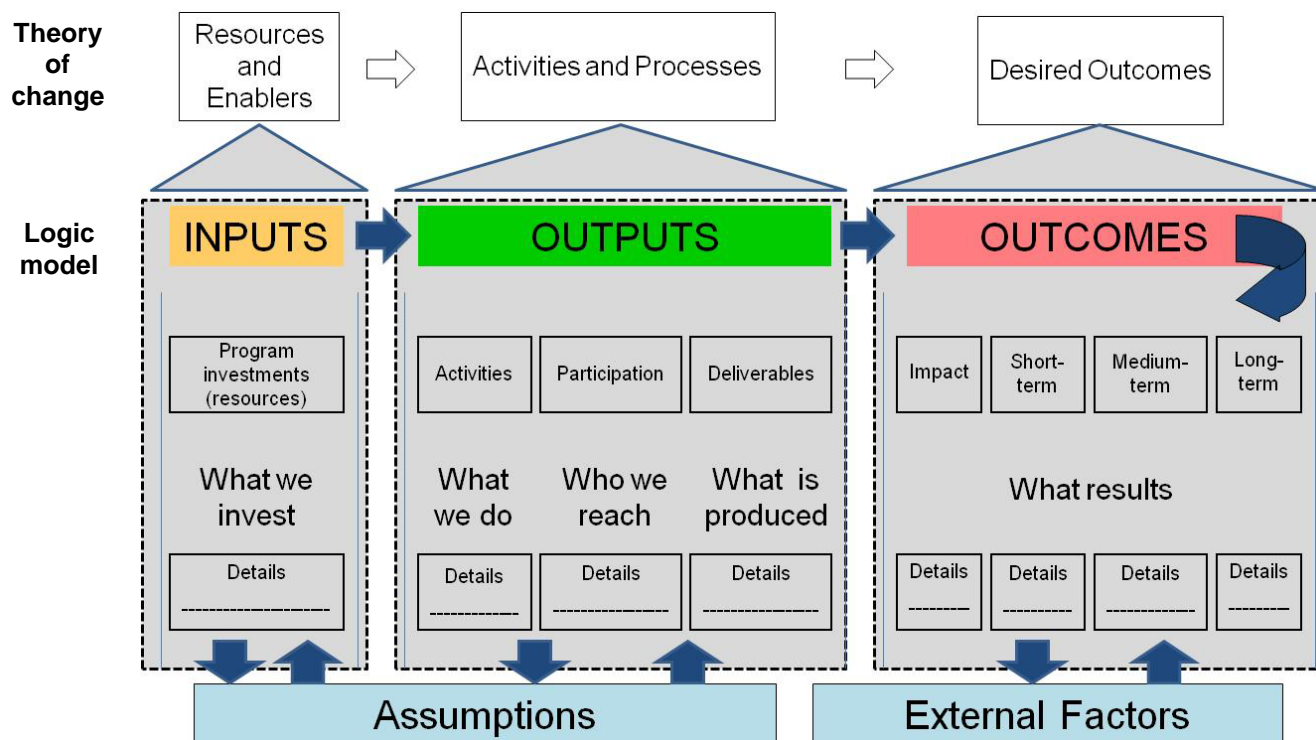 Theory
of
change
Resources
and
Enablers
Activities and Processes
Desired Outcomes
Logic
model
INPUTS
OUTPUTS
OUTCOMES
Program
investments
(resources)
Activities
Participation
Deliverables
Impact
Short-
term
Medium-
term
Long-
term
What we
invest
What
we do
Who we
reach
What is
produced
What results
Details
Details
Details
Details
Details
Details
Details
Details
Assumptions
External Factors